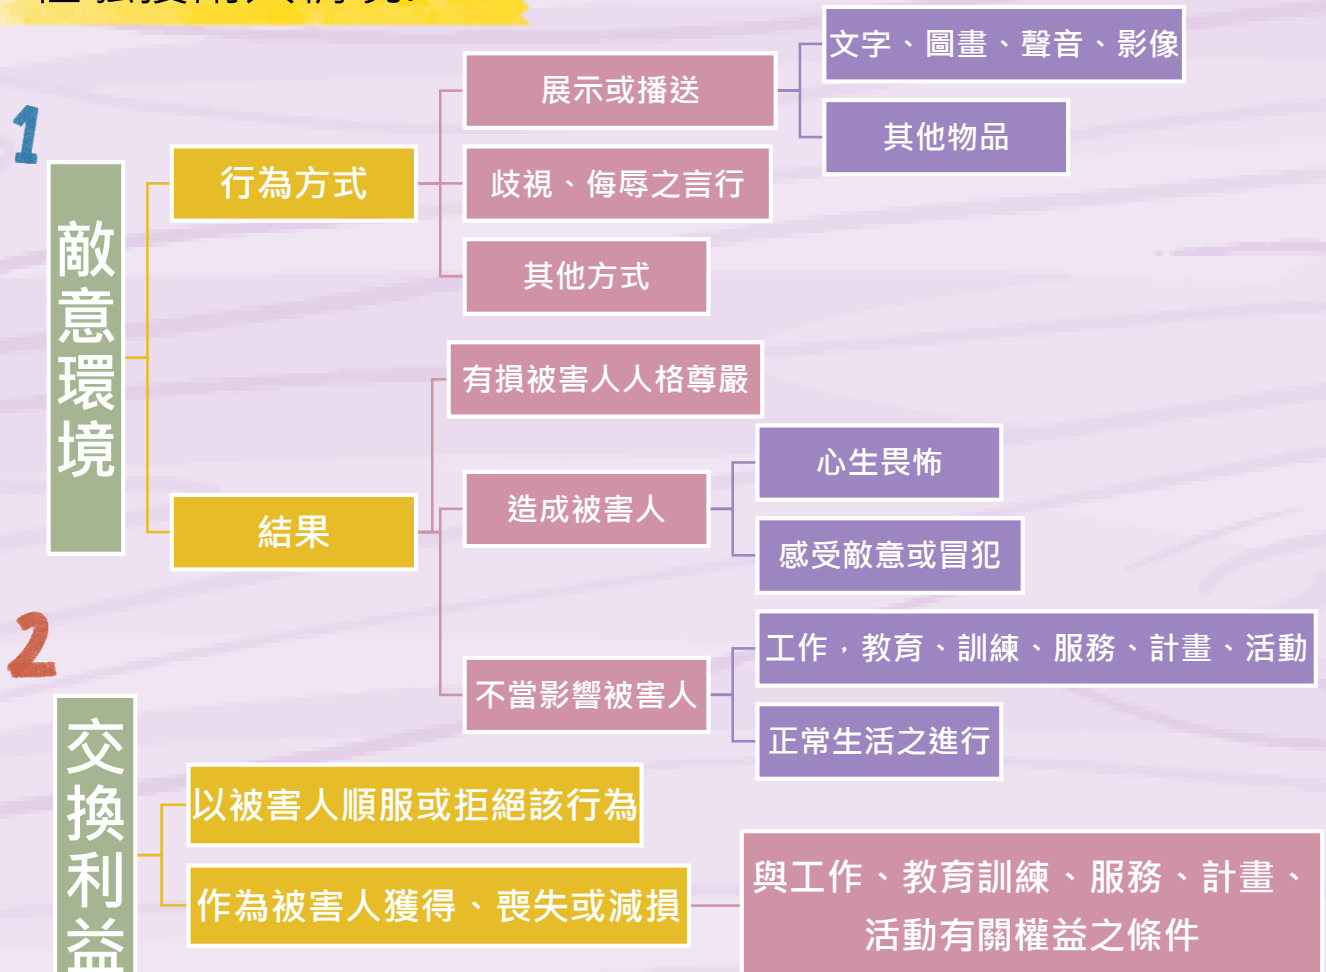 1
敵意環境
行為方式
展示或播送
文字、圖畫、聲音、影像
其他物品
歧視、侮辱之言行
其他方式
結果
有損被害人人格尊嚴
造成被害人
心生畏怖
感受敵意或冒犯
不當影響被害人
工作，教育、訓練、服務、計畫、活動
正常生活之進行
2
交換利益
以被害人順服或拒絕該行為
作為被害人獲得、喪失或減損
與工作、教育訓練、服務、計畫、
活動有關權益之條件